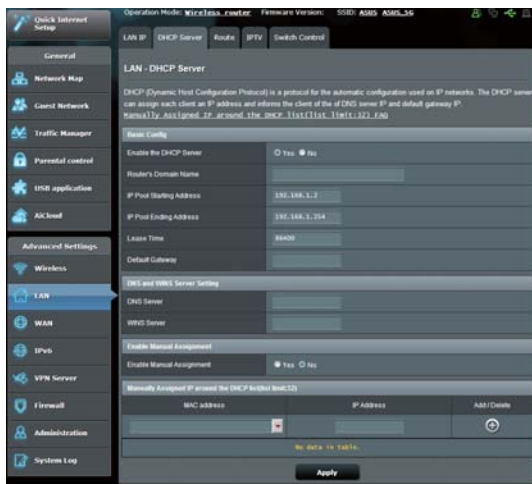 Quick Internet
Setup
Operation Mode: Wireless router Firmware Version: SSID: ASUS ASUS_5G
LAN IP DHCP Server Route IPTV Switch Control
General
Network Map
Guest Network
Traffic Manager
Parental control
USB application
AiCloud
Advanced Settings
Wireless
LAN
WAN
IPv6
VPN Server
Firewall
Administration
System Log
LAN - DHCP Server
DHCP (Dynamic Host Configuration Protocol) is a protocol for the automatic configuration used on IP networks. The DHCP server
can assign each client an IP address and informs the client of the of DNS server IP and default gateway IP.
Manually Assigned IP around the DHCP list(list limit:32) FAQ
Basic Config
Enable the DHCP Server Yes No
Router's Domain Name
IP Pool Starting Address 192.168.1.2
IP Pool Ending Address 192.168.1.254
Lease Time 86400
Default Gateway
DNS and WINS Server Setting
DNS Server
WINS Server
Enable Manual Assignment
Enable Manual Assignment Yes No
Manually Assigned IP around the DHCP list(list limit:32)
MAC address IP Address Add / Delete
No data in table.
Apply